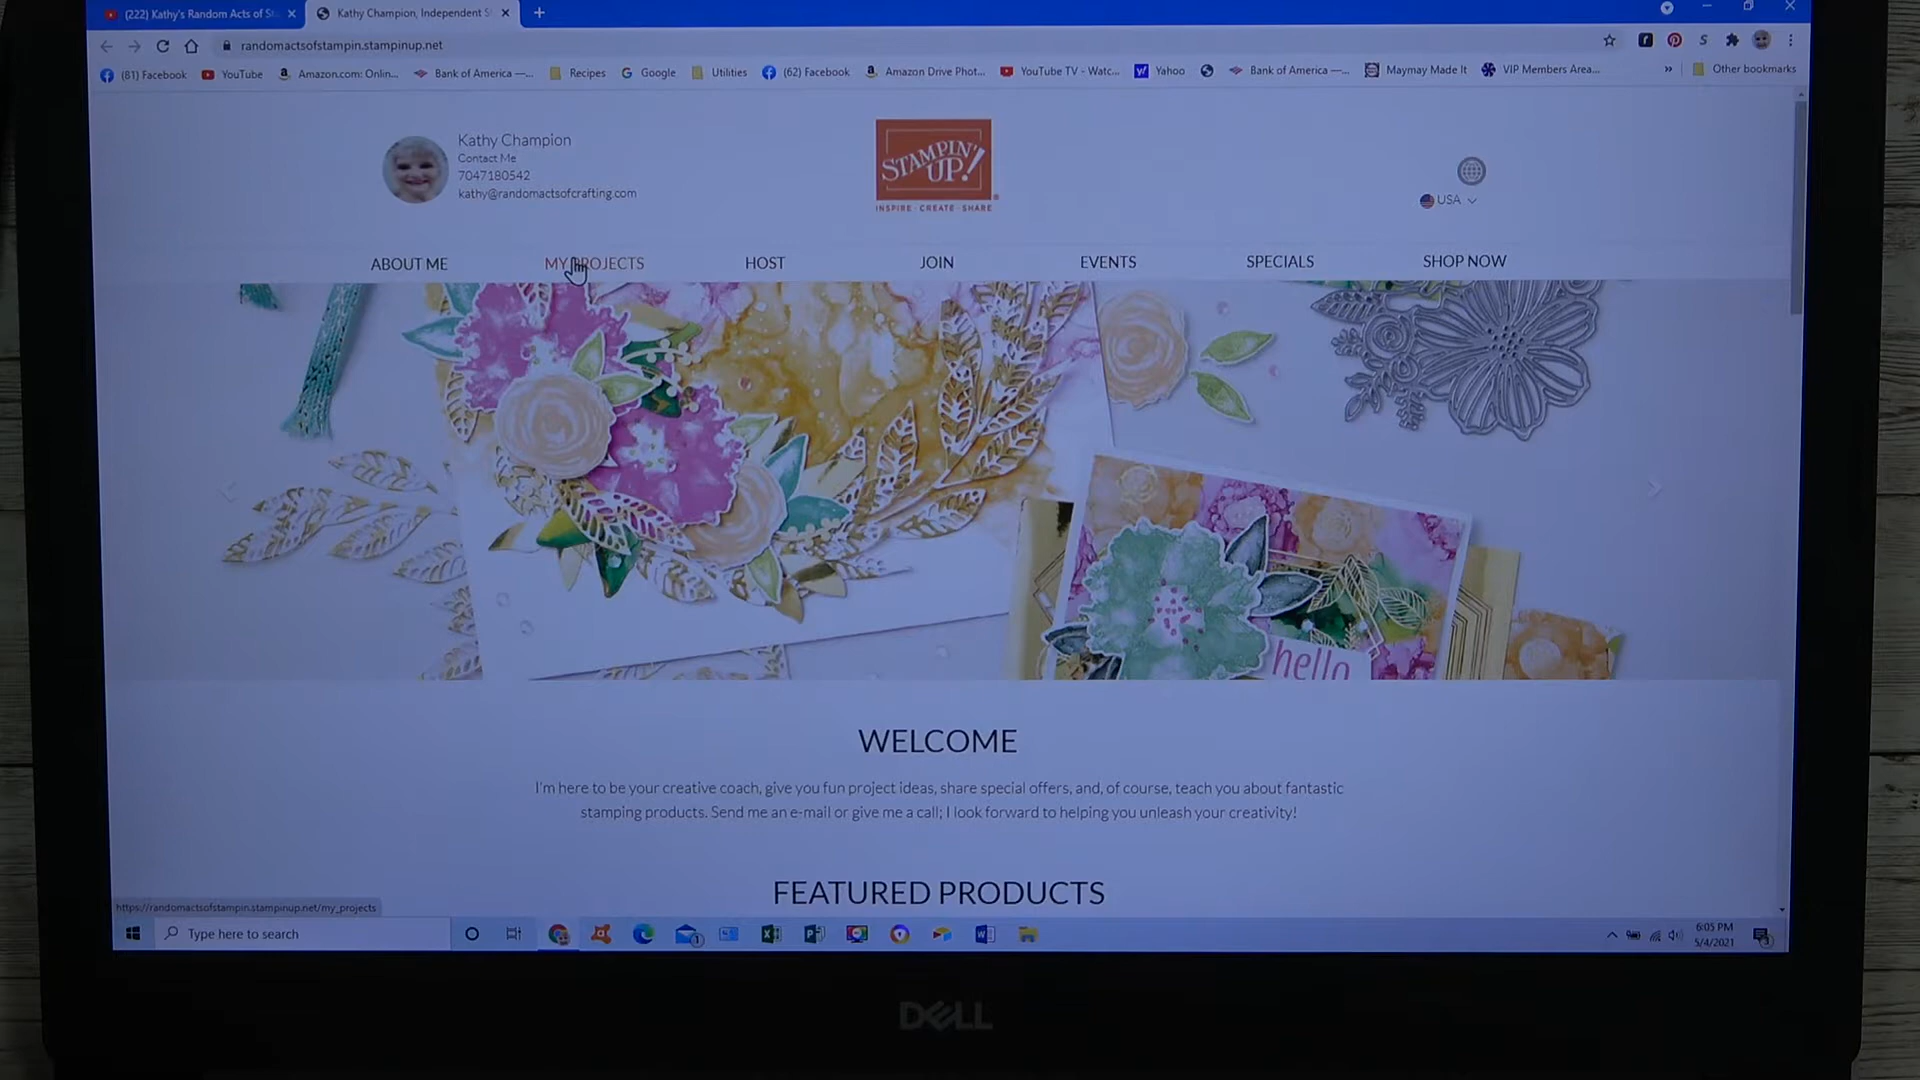 (222) Kathy's Random Acts of St
Kathy Champion, Independent S
randomactsofstampin.stampinup.net
(81) Facebook
YouTube
Amazon.com: Onlin...
Bank of America —...
Recipes
Google
Utilities
(62) Facebook
Amazon Drive Phot...
YouTube TV - Watc...
Yahoo
Bank of America —...
Maymay Made It
VIP Members Area...
»
Other bookmarks
Kathy Champion
Contact Me
7047180542
kathy@randomactsofcrafting.com
STAMPIN' UP!
INSPIRE · CREATE · SHARE
USA
ABOUT ME
MY PROJECTS
HOST
JOIN
EVENTS
SPECIALS
SHOP NOW
hello
WELCOME
I'm here to be your creative coach, give you fun project ideas, share special offers, and, of course, teach you about fantastic
stamping products. Send me an e-mail or give me a call; I look forward to helping you unleash your creativity!
FEATURED PRODUCTS
https://randomactsofstampin.stampinup.net/my_projects
Type here to search
6:05 PM
5/4/2021
DELL